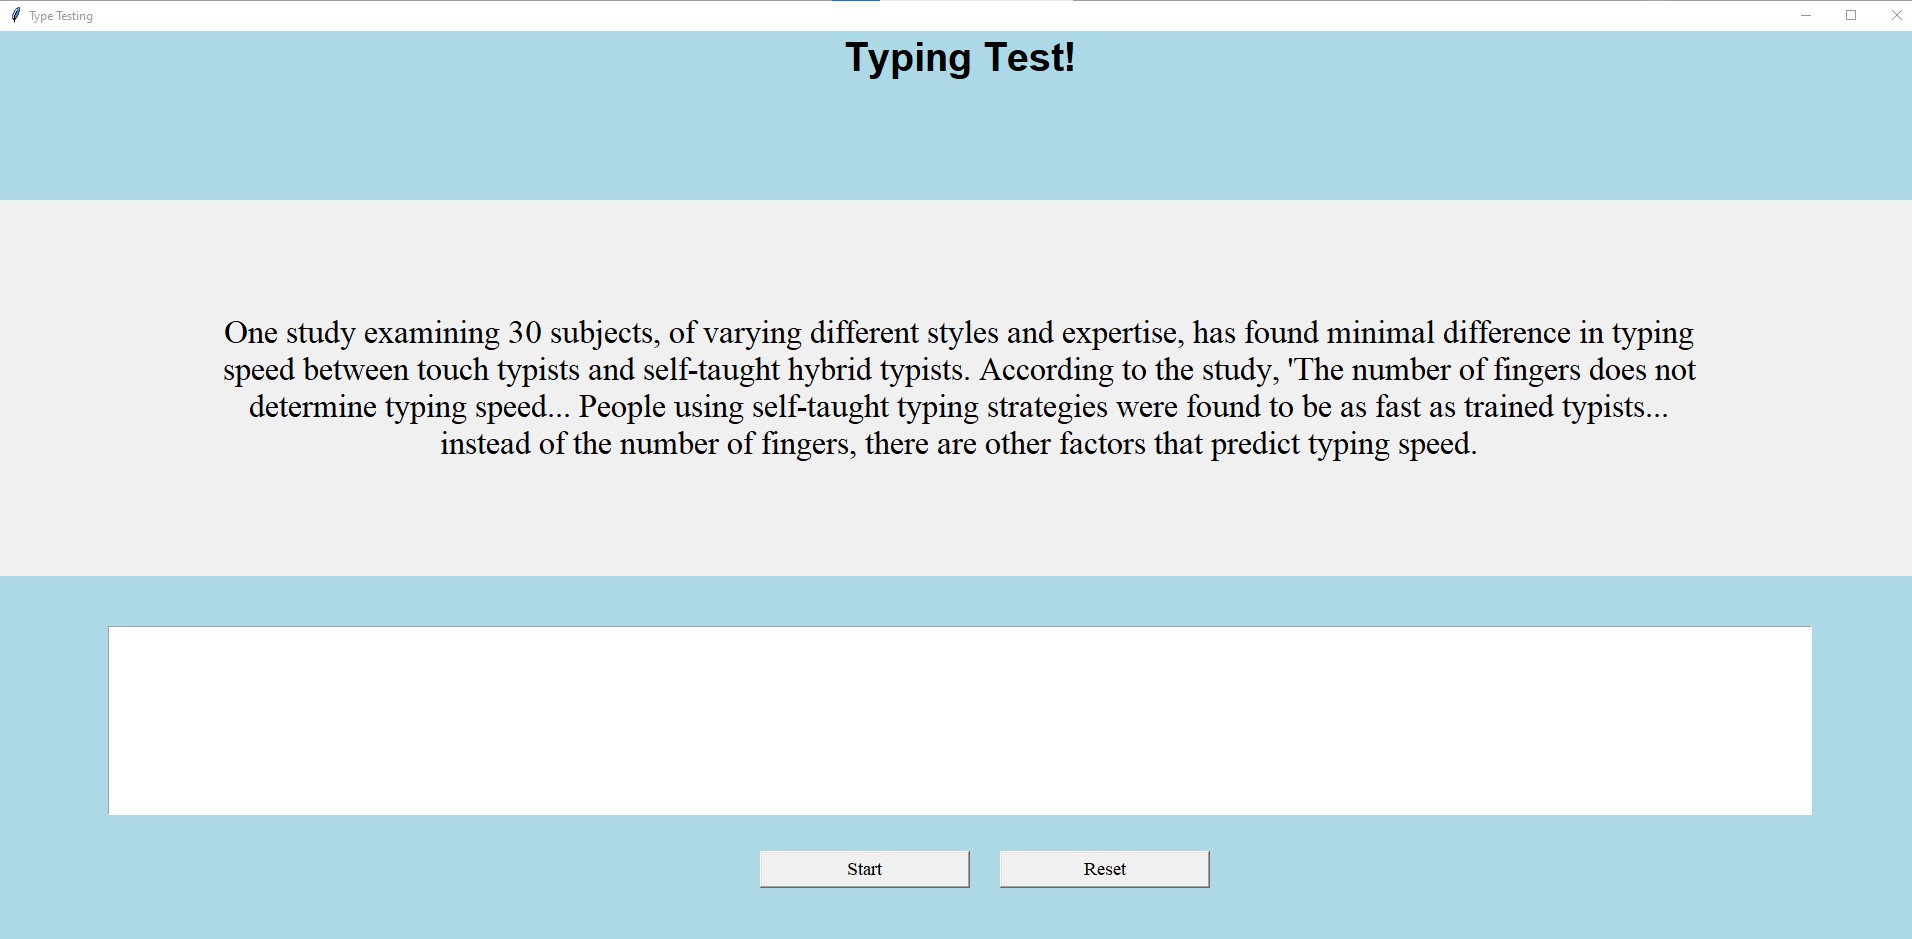 Type Testing
Typing Test!
One study examining 30 subjects, of varying different styles and expertise, has found minimal difference in typing
speed between touch typists and self-taught hybrid typists. According to the study, 'The number of fingers does not
determine typing speed... People using self-taught typing strategies were found to be as fast as trained typists...
instead of the number of fingers, there are other factors that predict typing speed.
Start
Reset